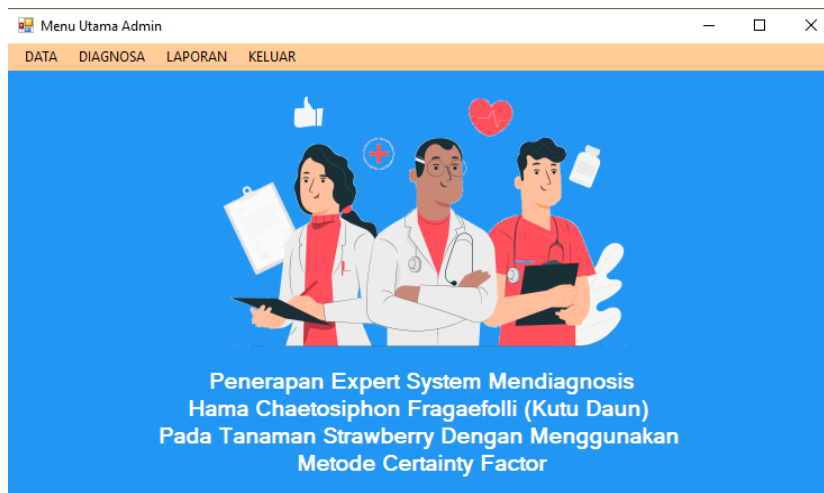 Menu Utama Admin
DATA DIAGNOSA LAPORAN KELUAR
Penerapan Expert System Mendiagnosis
Hama Chaetosiphon Fragaefolli (Kutu Daun)
Pada Tanaman Strawberry Dengan Menggunakan
Metode Certainty Factor